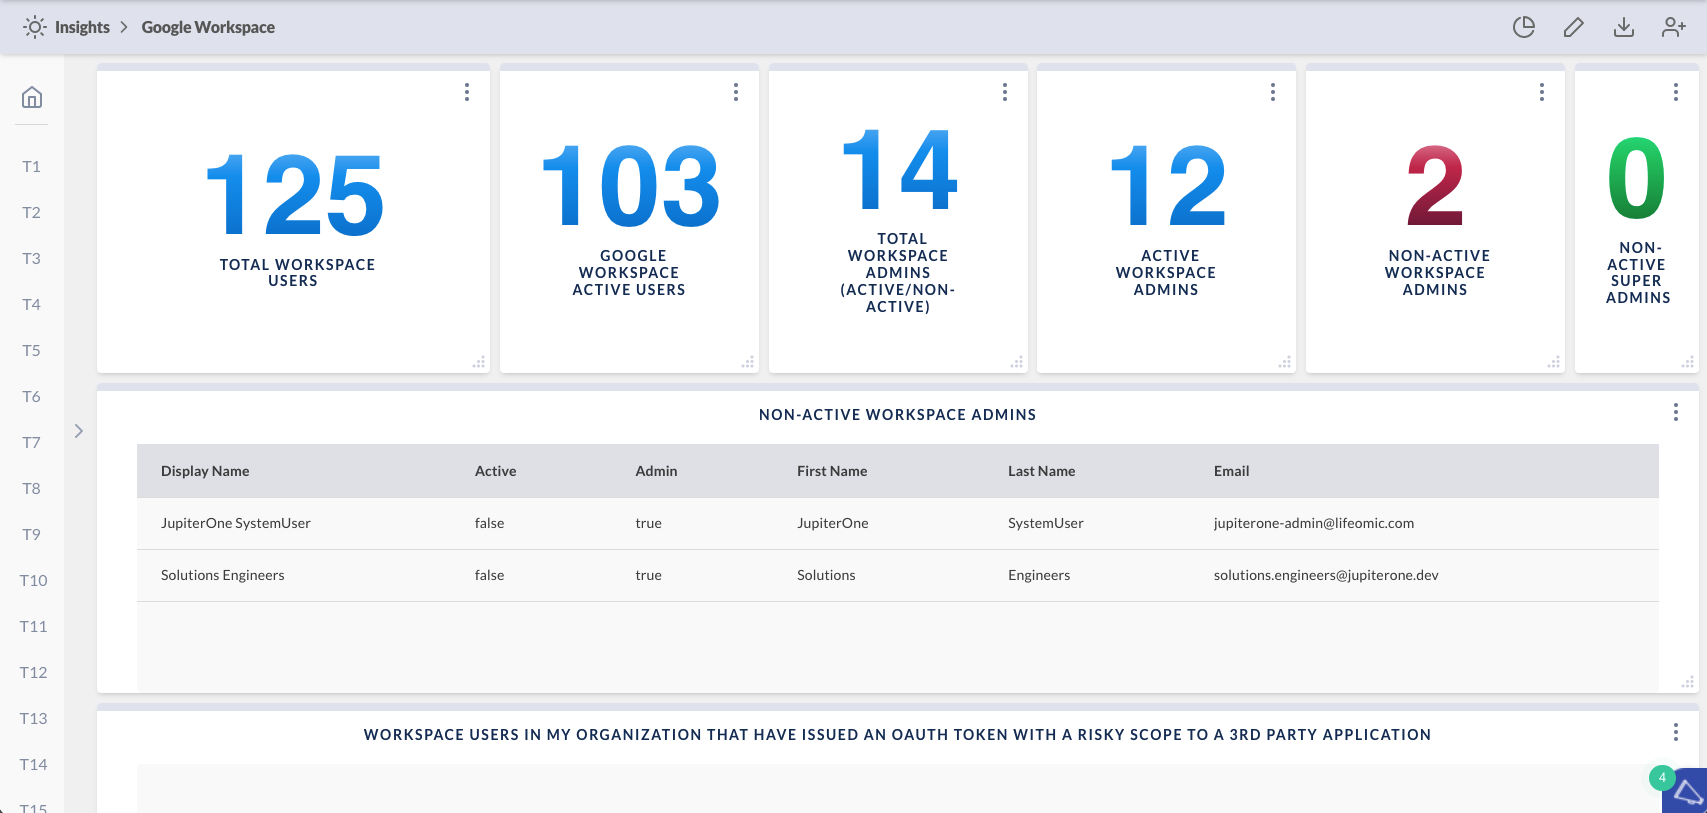 Insights > Google Workspace
T1
T2
T3
T4
T5
T6
T7
T8
T9
T10
T11
T12
T13
T14
T15
125
TOTAL WORKSPACE
USERS
103
GOOGLE
WORKSPACE
ACTIVE USERS
14
TOTAL
WORKSPACE
ADMINS
(ACTIVE/NON-
ACTIVE)
12
ACTIVE
WORKSPACE
ADMINS
2
NON-ACTIVE
WORKSPACE
ADMINS
0
NON-
ACTIVE
SUPER
ADMINS
NON-ACTIVE WORKSPACE ADMINS
Display Name Active Admin First Name Last Name Email
JupiterOne SystemUser false true JupiterOne SystemUser jupiterone-admin@lifeomic.com
Solutions Engineers false true Solutions Engineers solutions.engineers@jupiterone.dev
WORKSPACE USERS IN MY ORGANIZATION THAT HAVE ISSUED AN OAUTH TOKEN WITH A RISKY SCOPE TO A 3RD PARTY APPLICATION
4